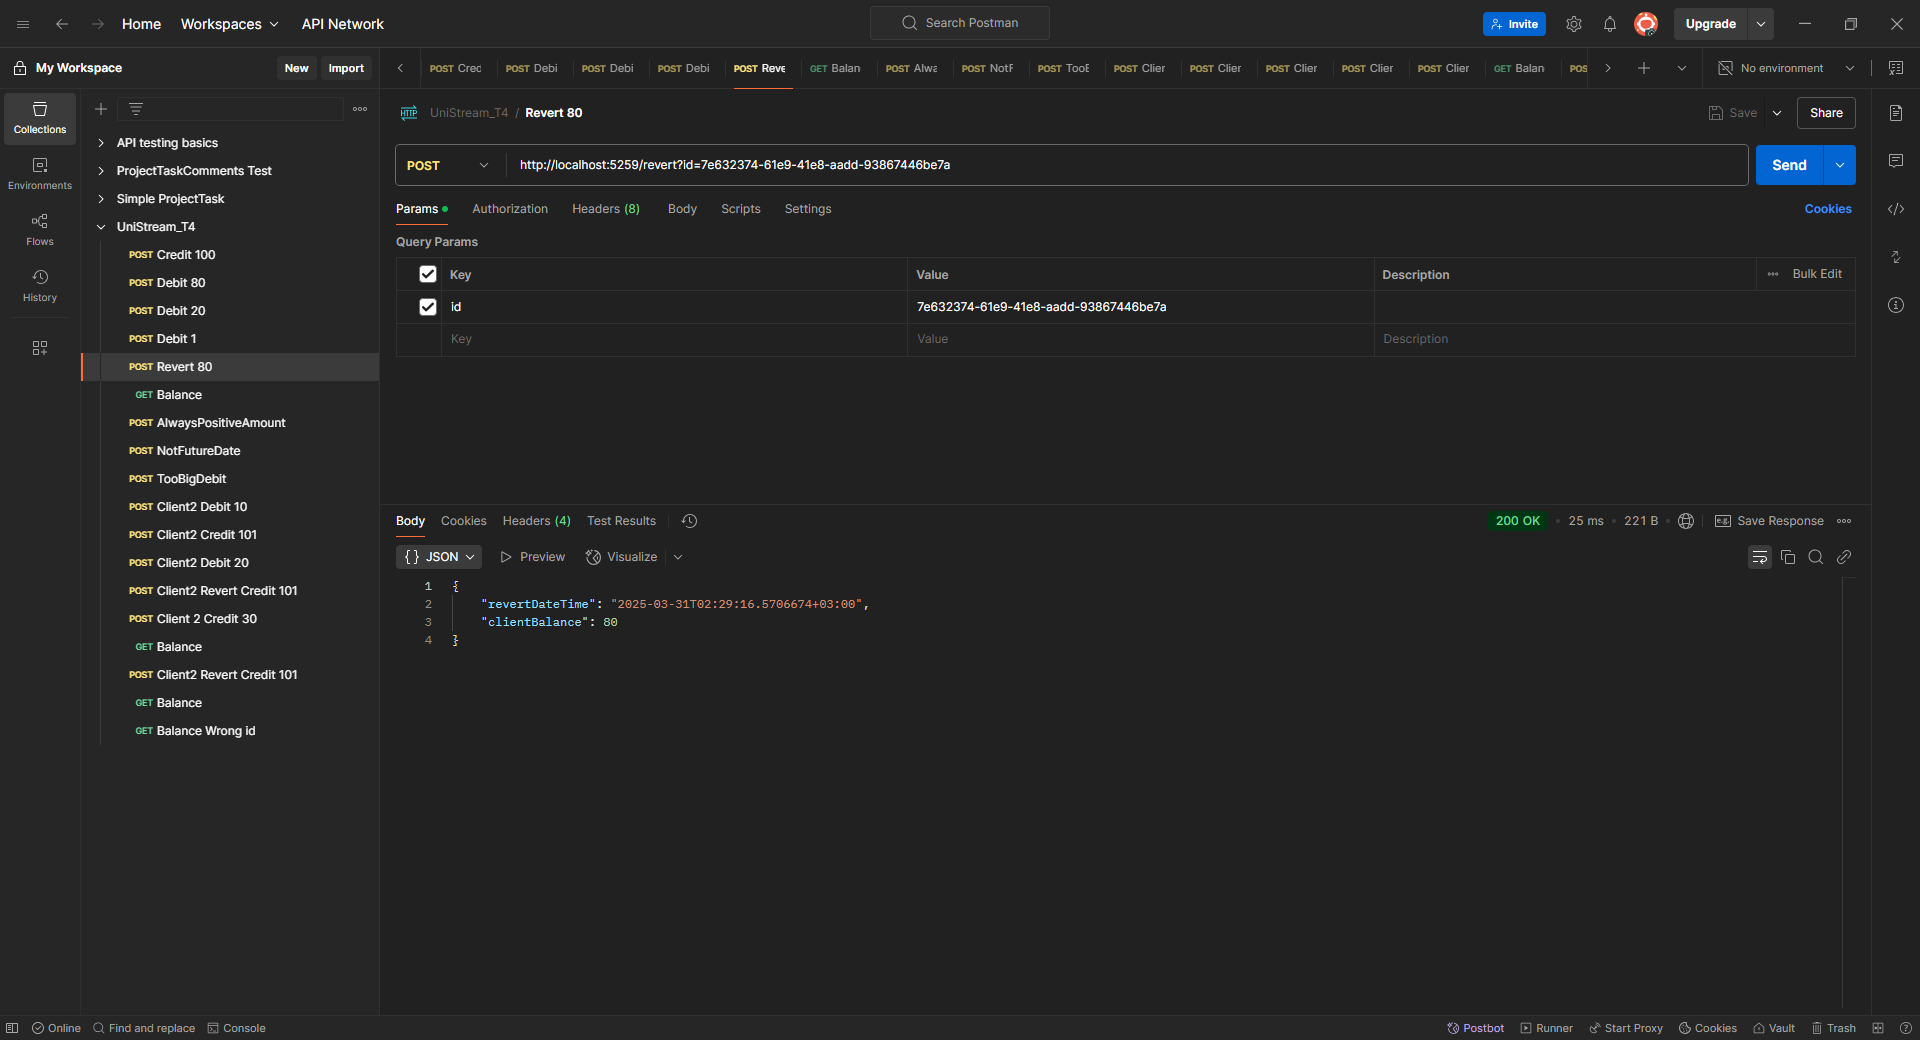 Home
Workspaces
API Network
Search Postman
Invite
Upgrade
My Workspace
New
Import
POST Crec
POST Debi
POST Debi
POST Debi
POST Reve
GET Balan
POST Alwa
POST NotF
POST TooE
POST Clier
POST Clier
POST Clier
POST Clier
POST Clier
GET Balan
POS
No environment
Collections
Environments
Flows
History
API testing basics
ProjectTaskComments Test
Simple ProjectTask
UniStream_T4
POST Credit 100
POST Debit 80
POST Debit 20
POST Debit 1
POST Revert 80
GET Balance
POST AlwaysPositiveAmount
POST NotFutureDate
POST TooBigDebit
POST Client2 Debit 10
POST Client2 Credit 101
POST Client2 Debit 20
POST Client2 Revert Credit 101
POST Client 2 Credit 30
GET Balance
POST Client2 Revert Credit 101
GET Balance
GET Balance Wrong id
HTTP UniStream_T4 / Revert 80
Save
Share
POST
http://localhost:5259/revert?id=7e632374-61e9-41e8-aadd-93867446be7a
Send
Params
Authorization
Headers (8)
Body
Scripts
Settings
Cookies
Query Params
Key
Value
Description
Bulk Edit
id
7e632374-61e9-41e8-aadd-93867446be7a
Key
Value
Description
Body
Cookies
Headers (4)
Test Results
200 OK
25 ms
221 B
e.g. Save Response
{} JSON
Preview
Visualize
1 {
2 "revertDateTime": "2025-03-31T02:29:16.5706674+03:00",
3 "clientBalance": 80
4 }
Online
Find and replace
Console
Postbot
Runner
Start Proxy
Cookies
Vault
Trash